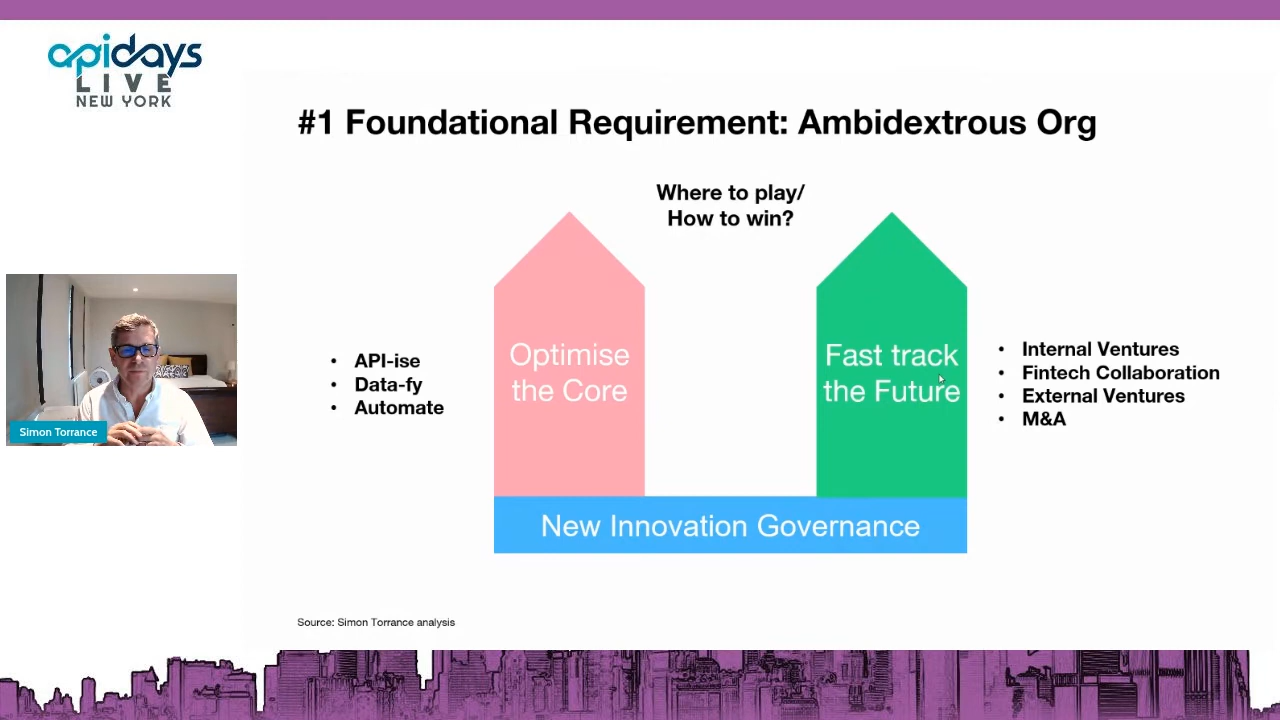 apidays
LIVE
NEW YORK
#1 Foundational Requirement: Ambidextrous Org
Where to play/
How to win?
• API-ise
• Data-fy
• Automate
Optimise
the Core
Fast track
the Future
• Internal Ventures
• Fintech Collaboration
• External Ventures
• M&A
New Innovation Governance
Simon Torrance
Source: Simon Torrance analysis